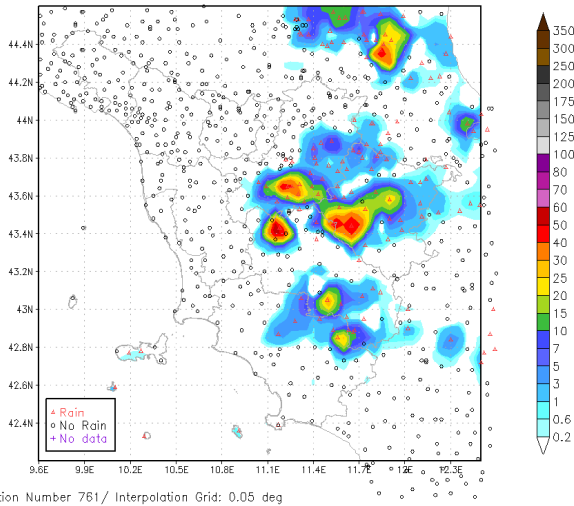 44.4N
44.2N
44N
43.8N
43.6N
43.4N
43.2N
43N
42.8N
42.6N
42.4N
Rain
No Rain
No data
9.6E 9.9E 10.2E 10.5E 10.8E 11.1E 11.4E 11.7E 12E 12.3E
350
300
250
200
175
150
125
100
80
70
60
50
40
30
25
20
15
10
7
5
3
1
0.6
0.2
tion Number 761/ Interpolation Grid: 0.05 deg